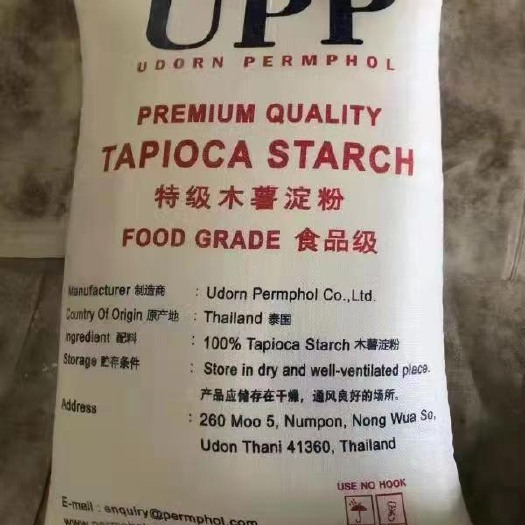 UPP
UDORN PERMPHOL
PREMIUM QUALITY
TAPIOCA STARCH
特级木薯淀粉
FOOD GRADE 食品级
Manufacturer 制造商 : Udorn Permphol Co.,Ltd.
Country Of Origin 原产地 : Thailand 泰国
Ingredient 配料 : 100% Tapioca Starch 木薯淀粉
Storage 贮存条件 : Store in dry and well-ventilated place.
产品应储存在干燥，通风良好的场所。
Address : 260 Moo 5, Numpon, Nong Wua So,
Udon Thani 41360, Thailand
USE NO HOOK
E-mail : enquiry@permphol.com